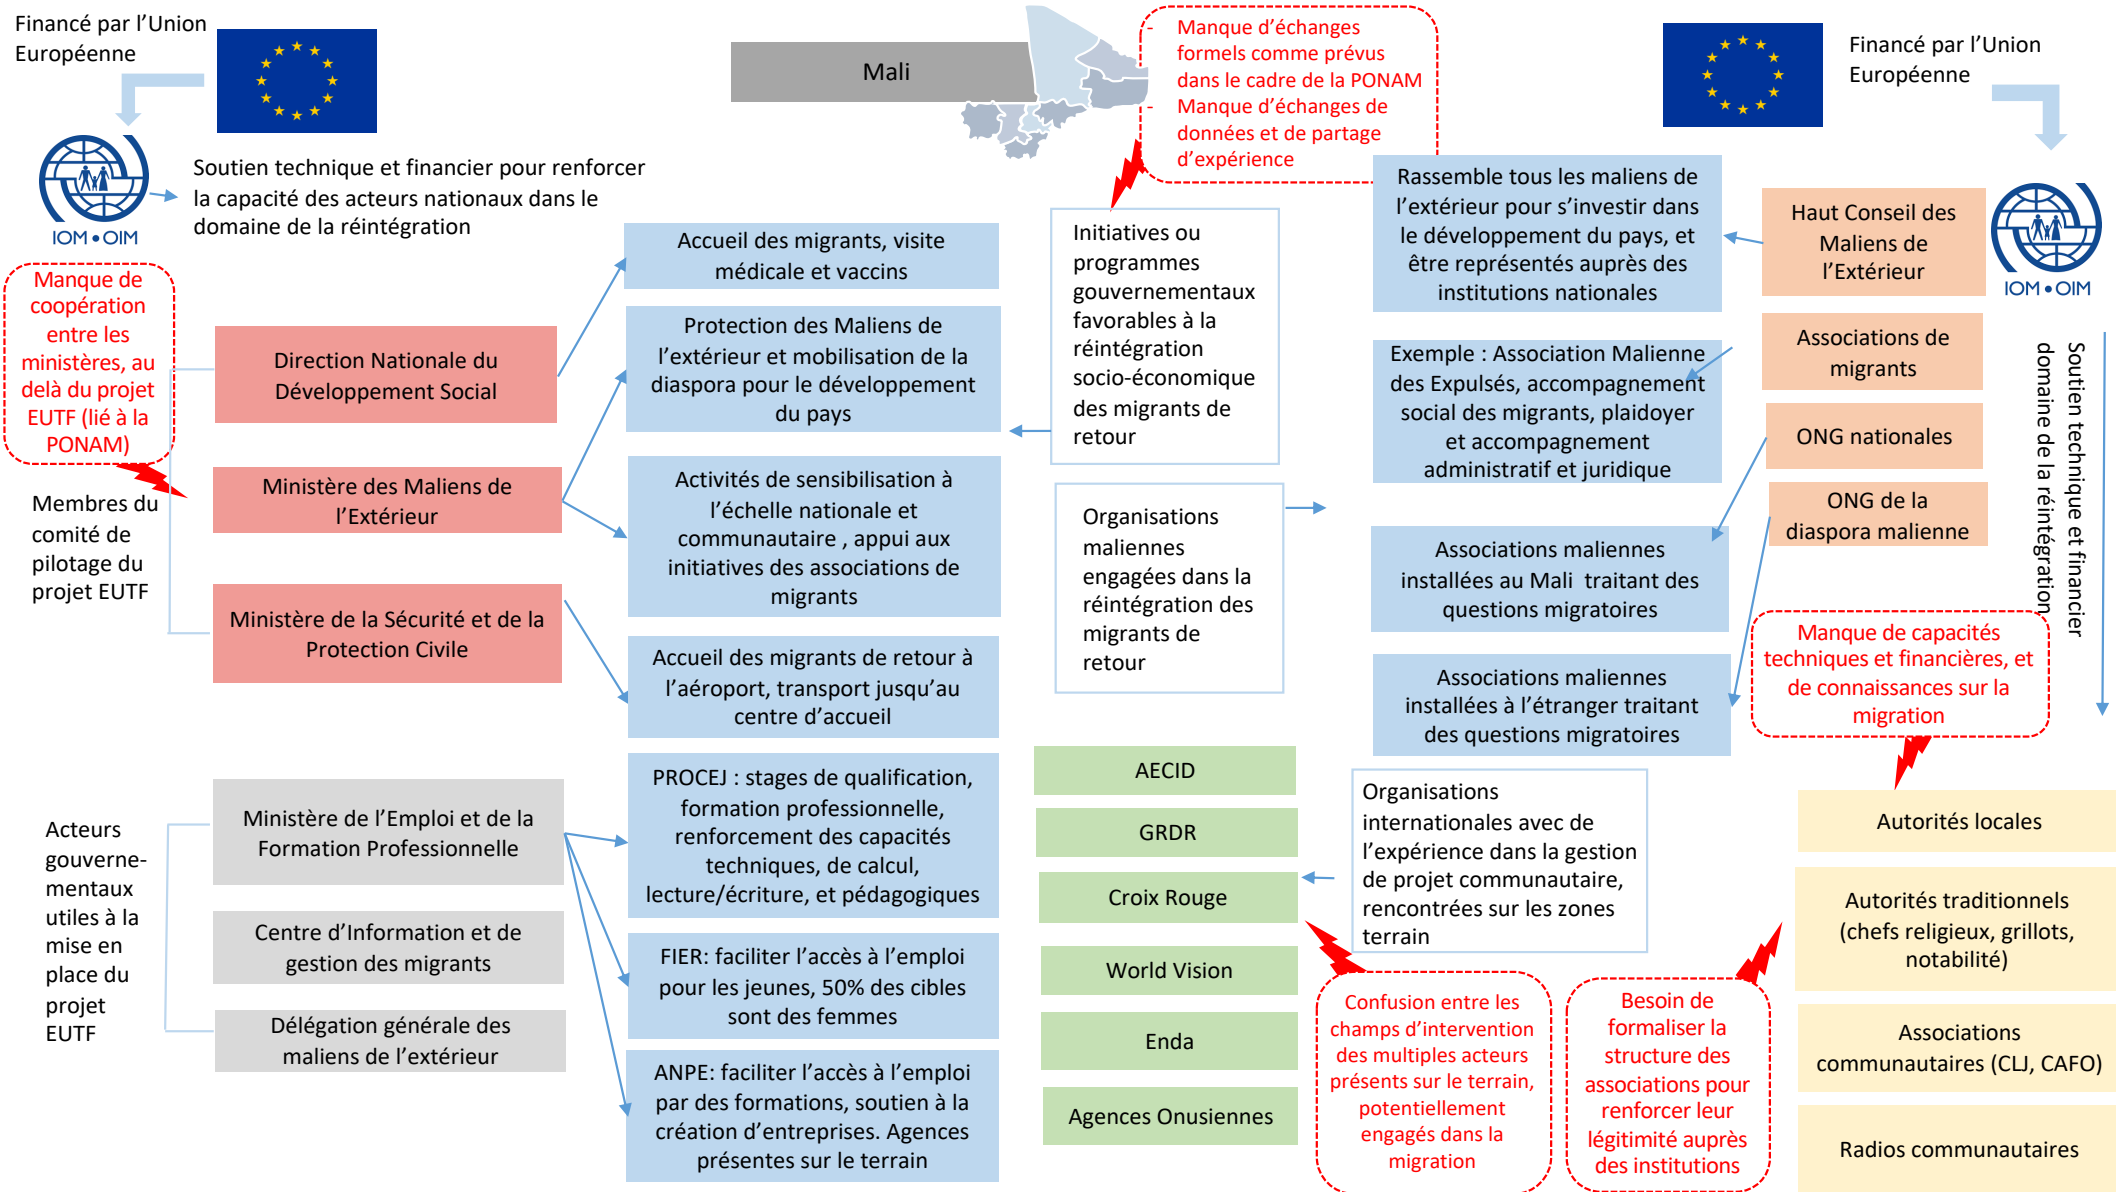 Financé par l’Union
Européenne
IOM • OIM
Soutien technique et financier pour renforcer
la capacité des acteurs nationaux dans le
domaine de la réintégration
Mali
- Manque d’échanges
formels comme prévus
dans le cadre de la PONAM
- Manque d’échanges de
données et de partage
d’expérience
Financé par l’Union
Européenne
IOM • OIM
Soutien technique et financier
domaine de la réintégration
Manque de
coopération
entre les
ministères, au
delà du projet
EUTF (lié à la
PONAM)
Membres du
comité de
pilotage du
projet EUTF
Direction Nationale du
Développement Social
Ministère des Maliens de
l’Extérieur
Ministère de la Sécurité et de la
Protection Civile
Accueil des migrants, visite
médicale et vaccins
Protection des Maliens de
l’extérieur et mobilisation de la
diaspora pour le développement
du pays
Activités de sensibilisation à
l’échelle nationale et
communautaire , appui aux
initiatives des associations de
migrants
Accueil des migrants de retour à
l’aéroport, transport jusqu’au
centre d’accueil
Initiatives ou
programmes
gouvernementaux
favorables à la
réintégration
socio-économique
des migrants de
retour
Organisations
maliennes
engagées dans la
réintégration des
migrants de
retour
Rassemble tous les maliens de
l’extérieur pour s’investir dans
le développement du pays, et
être représentés auprès des
institutions nationales
Exemple : Association Malienne
des Expulsés, accompagnement
social des migrants, plaidoyer
et accompagnement
administratif et juridique
Associations maliennes
installées au Mali  traitant des
questions migratoires
Associations maliennes
installées à l’étranger traitant
des questions migratoires
Haut Conseil des
Maliens de
l’Extérieur
Associations de
migrants
ONG nationales
ONG de la
diaspora malienne
Manque de capacités
techniques et financières, et
de connaissances sur la
migration
Acteurs
gouverne-
mentaux
utiles à la
mise en
place du
projet
EUTF
Ministère de l’Emploi et de la
Formation Professionnelle
Centre d’Information et de
gestion des migrants
Délégation générale des
maliens de l’extérieur
PROCEJ : stages de qualification,
formation professionnelle,
renforcement des capacités
techniques, de calcul,
lecture/écriture, et pédagogiques
FIER: faciliter l’accès à l’emploi
pour les jeunes, 50% des cibles
sont des femmes
ANPE: faciliter l’accès à l’emploi
par des formations, soutien à la
création d’entreprises. Agences
présentes sur le terrain
AECID
GRDR
Croix Rouge
World Vision
Enda
Agences Onusiennes
Organisations
internationales avec de
l’expérience dans la gestion
de projet communautaire,
rencontrées sur les zones
terrain
Confusion entre les
champs d’intervention
des multiples acteurs
présents sur le terrain,
potentiellement
engagés dans la
migration
Besoin de
formaliser la
structure des
associations pour
renforcer leur
légitimité auprès
des institutions
Autorités locales
Autorités traditionnels
(chefs religieux, grillots,
notabilité)
Associations
communautaires (CLJ, CAFO)
Radios communautaires